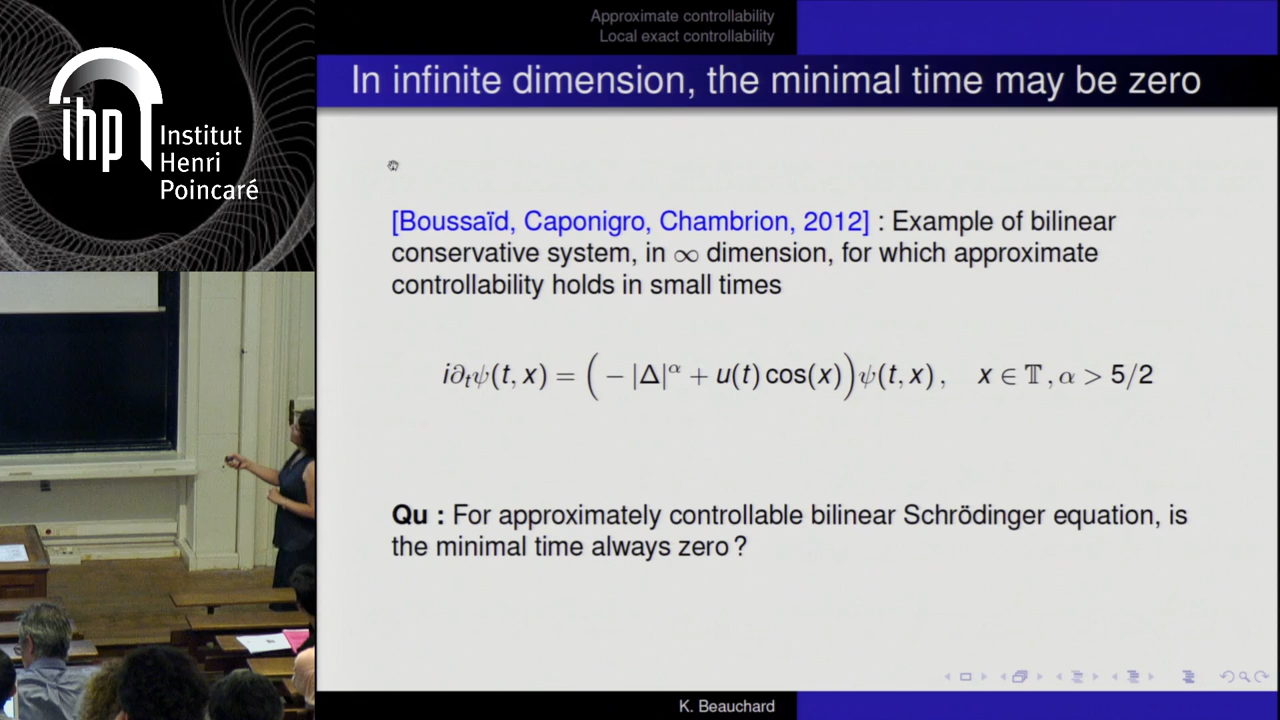 ihp Institut
Henri
Poincaré
Approximate controllability
Local exact controllability
In infinite dimension, the minimal time may be zero
[Boussaïd, Caponigro, Chambrion, 2012] : Example of bilinear
conservative system, in ∞ dimension, for which approximate
controllability holds in small times
i∂ₜψ(t, x) = ( − |Δ|^α + u(t) cos(x) ) ψ(t, x) ,    x ∈ 𝕋 , α > 5/2
Qu : For approximately controllable bilinear Schrödinger equation, is
the minimal time always zero ?
K. Beauchard